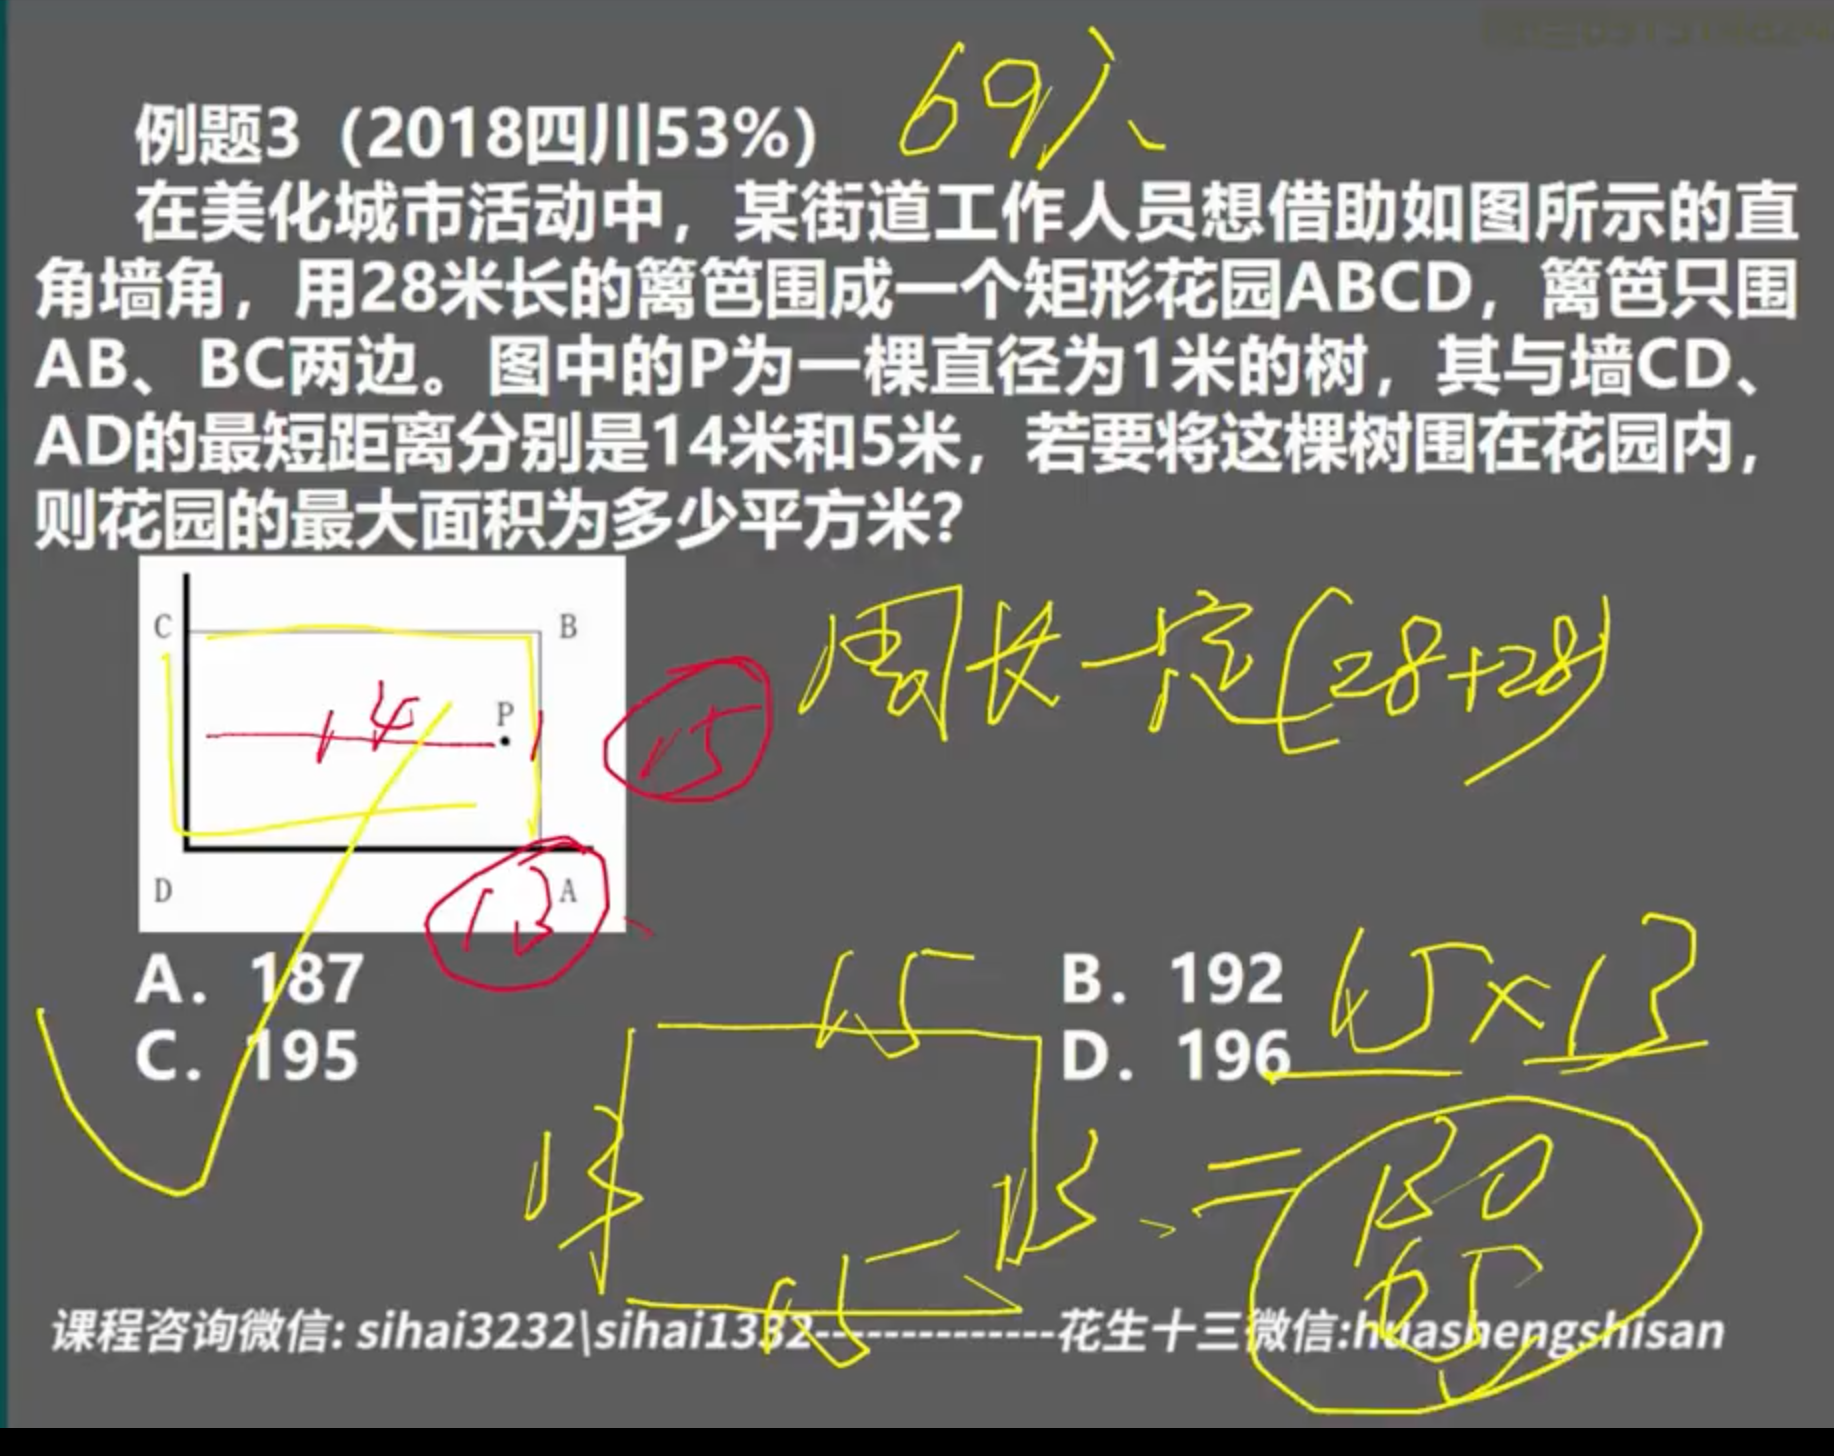 69%
例题3（2018四川53%）
在美化城市活动中，某街道工作人员想借助如图所示的直
角墙角，用28米长的篱笆围成一个矩形花园ABCD，篱笆只围
AB、BC两边。图中的P为一棵直径为1米的树，其与墙CD、
AD的最短距离分别是14米和5米，若要将这棵树围在花园内，
则花园的最大面积为多少平方米？
C
B
P
14
1
15
周长一定(28+28)
D
A
13
A. 187
B. 192
C. 195
D. 196
15×13
15
13
13
15
=130
65
课程咨询微信: sihai3232\sihai1332--------------花生十三微信:huashengshisan